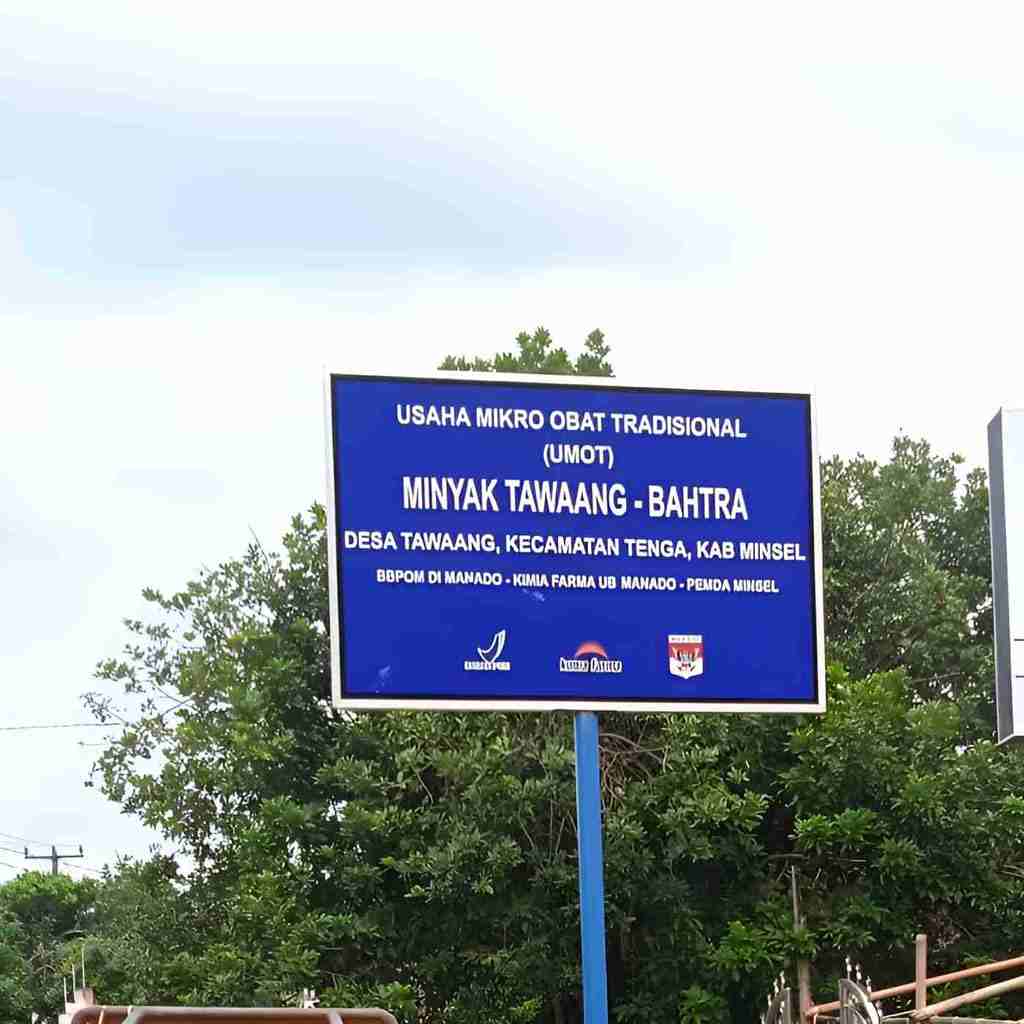 USAHA MIKRO OBAT TRADISIONAL
(UMOT)
MINYAK TAWAANG - BAHTRA
DESA TAWAANG, KECAMATAN TENGA, KAB MINSEL
BBPOM DI MANADO - KIMIA FARMA UB MANADO - PEMDA MINSEL